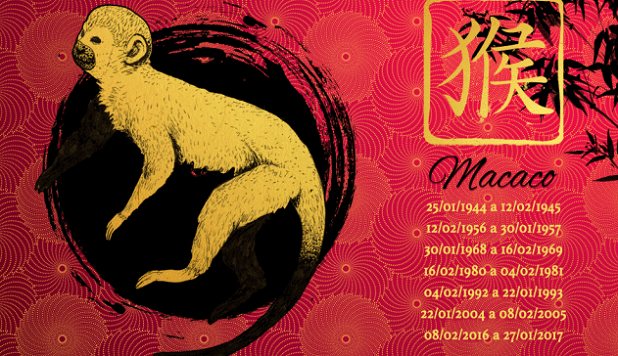 猴
Macaco
25/01/1944 a 12/02/1945
12/02/1956 a 30/01/1957
30/01/1968 a 16/02/1969
16/02/1980 a 04/02/1981
04/02/1992 a 22/01/1993
22/01/2004 a 08/02/2005
08/02/2016 a 27/01/2017